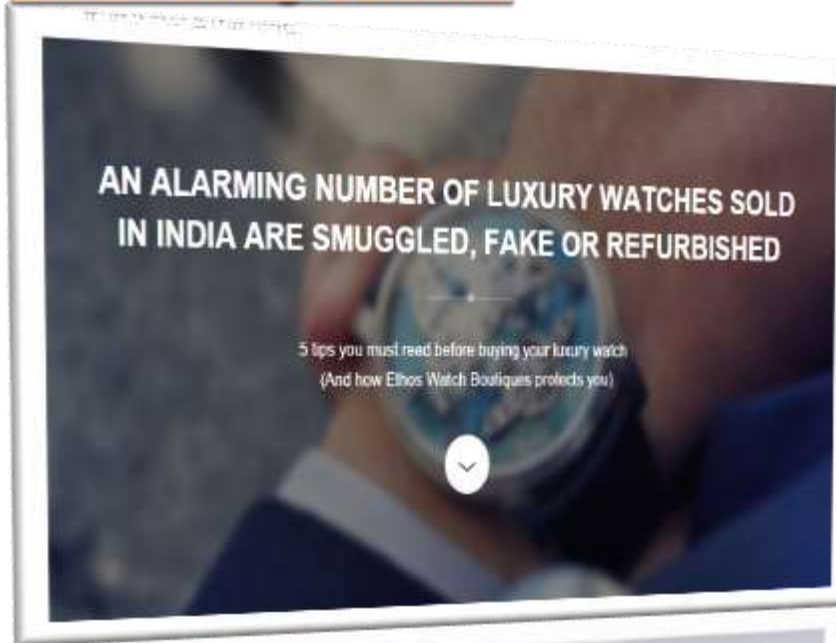 AN ALARMING NUMBER OF LUXURY WATCHES SOLD
IN INDIA ARE SMUGGLED, FAKE OR REFURBISHED
5 tips you must read before buying your luxury watch
(And how Ethos Watch Boutiques protects you)